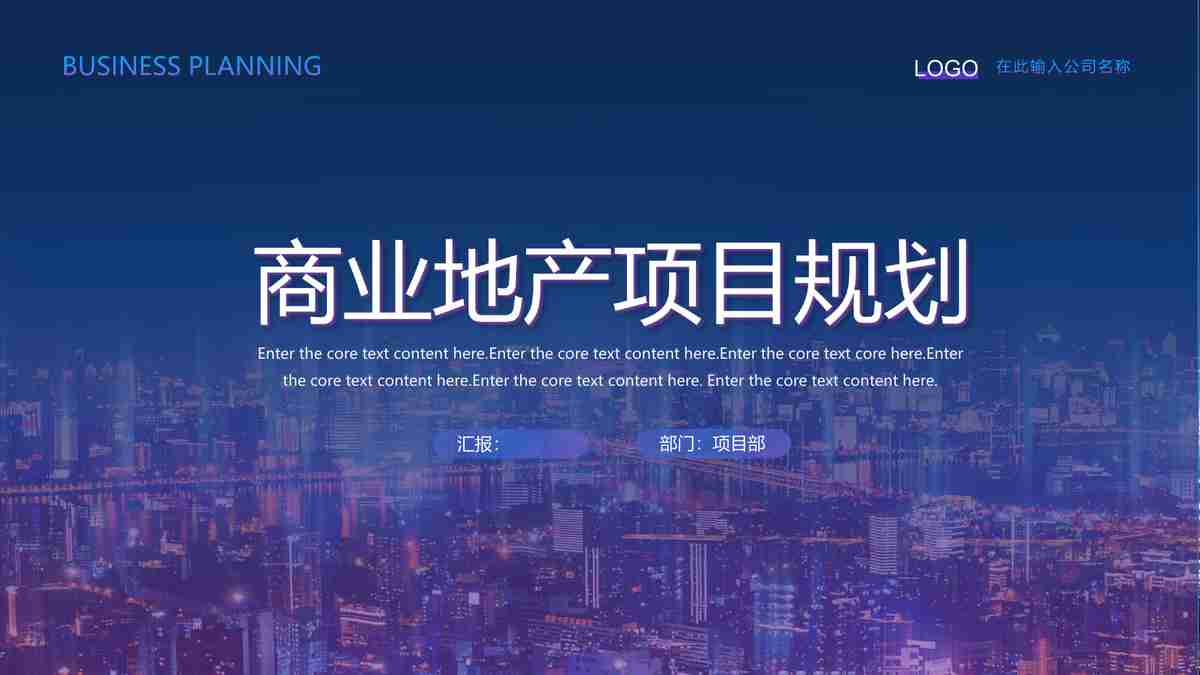 BUSINESS PLANNING
LOGO 在此输入公司名称
商业地产项目规划
Enter the core text content here.Enter the core text content here.Enter the core text core here.Enter
the core text content here.Enter the core text content here. Enter the core text content here.
汇报：
部门：项目部